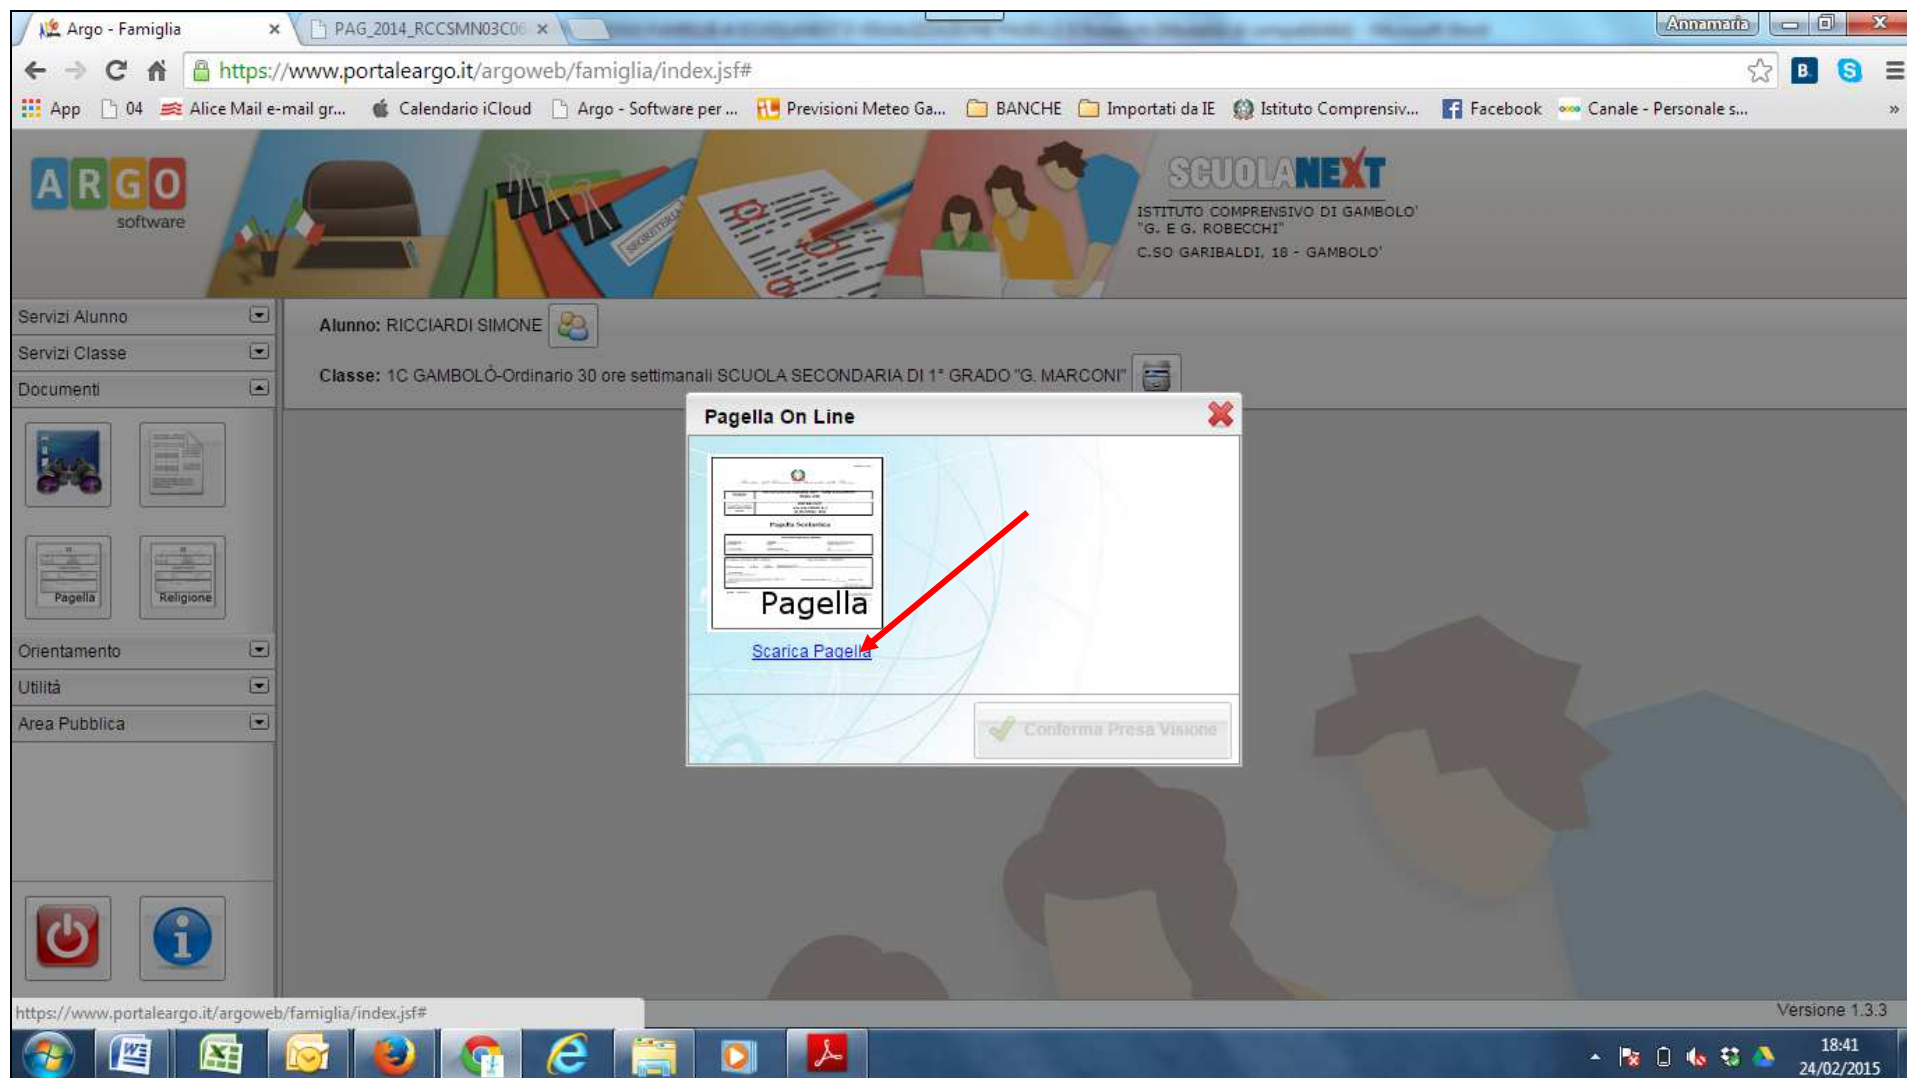 Argo - Famiglia
PAG_2014_RCCSMN03C06
Annamaria
https://www.portaleargo.it/argoweb/famiglia/index.jsf#
App 04 Alice Mail e-mail gr... Calendario iCloud Argo - Software per ... Previsioni Meteo Ga... BANCHE Importati da IE Istituto Comprensiv... Facebook Canale - Personale s... »
ARGO
software
SEGRETERIA
SCUOLANEXT
ISTITUTO COMPRENSIVO DI GAMBOLO'
"G. E G. ROBECCHI"
C.SO GARIBALDI, 18 - GAMBOLO'
Servizi Alunno
Servizi Classe
Documenti
Pagella
Religione
Orientamento
Utilità
Area Pubblica
Alunno: RICCIARDI SIMONE
Classe: 1C GAMBOLÒ-Ordinario 30 ore settimanali SCUOLA SECONDARIA DI 1° GRADO "G. MARCONI"
Pagella On Line
Pagella Scolastica
Pagella
Scarica Pagella
Conferma Presa Visione
https://www.portaleargo.it/argoweb/famiglia/index.jsf#
Versione 1.3.3
18:41
24/02/2015